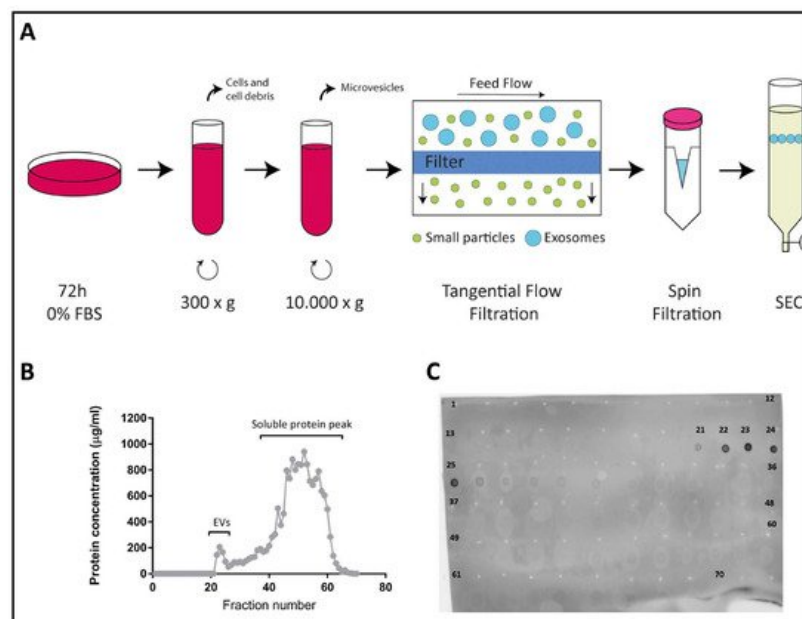 A
Cells and
cell debris
Microvesicles
Feed Flow
Filter
Small particles
Exosomes
72h
0% FBS
300 x g
10.000 x g
Tangential Flow
Filtration
Spin
Filtration
SEC
B
Protein concentration (µg/ml)
1200
1000
800
600
400
200
0
EVs
Soluble protein peak
0
20
40
60
80
Fraction number
C
1
12
13
21
22
23
24
25
36
37
48
60
49
61
70